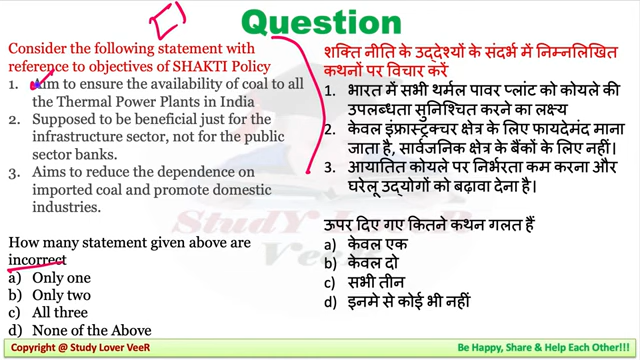 Question
Consider the following statement with
reference to objectives of SHAKTI Policy
1. Aim to ensure the availability of coal to all
the Thermal Power Plants in India
2. Supposed to be beneficial just for the
infrastructure sector, not for the public
sector banks.
3. Aims to reduce the dependence on
imported coal and promote domestic
industries.
How many statement given above are
incorrect
a) Only one
b) Only two
c) All three
d) None of the Above
शक्ति नीति के उद्देश्यों के संदर्भ में निम्नलिखित
कथनों पर विचार करें
1. भारत में सभी थर्मल पावर प्लांट को कोयले की
उपलब्धता सुनिश्चित करने का लक्ष्य
2. केवल इंफ्रास्ट्रक्चर क्षेत्र के लिए फायदेमंद माना
जाता है, सार्वजनिक क्षेत्र के बैंकों के लिए नहीं।
3. आयातित कोयले पर निर्भरता कम करना और
घरेलू उद्योगों को बढ़ावा देना है।
ऊपर दिए गए कितने कथन गलत हैं
a) केवल एक
b) केवल दो
c) सभी तीन
d) इनमे से कोई भी नहीं
StudY LoveR
VeeR
Copyright @ Study Lover VeeR
Be Happy, Share & Help Each Other!!!